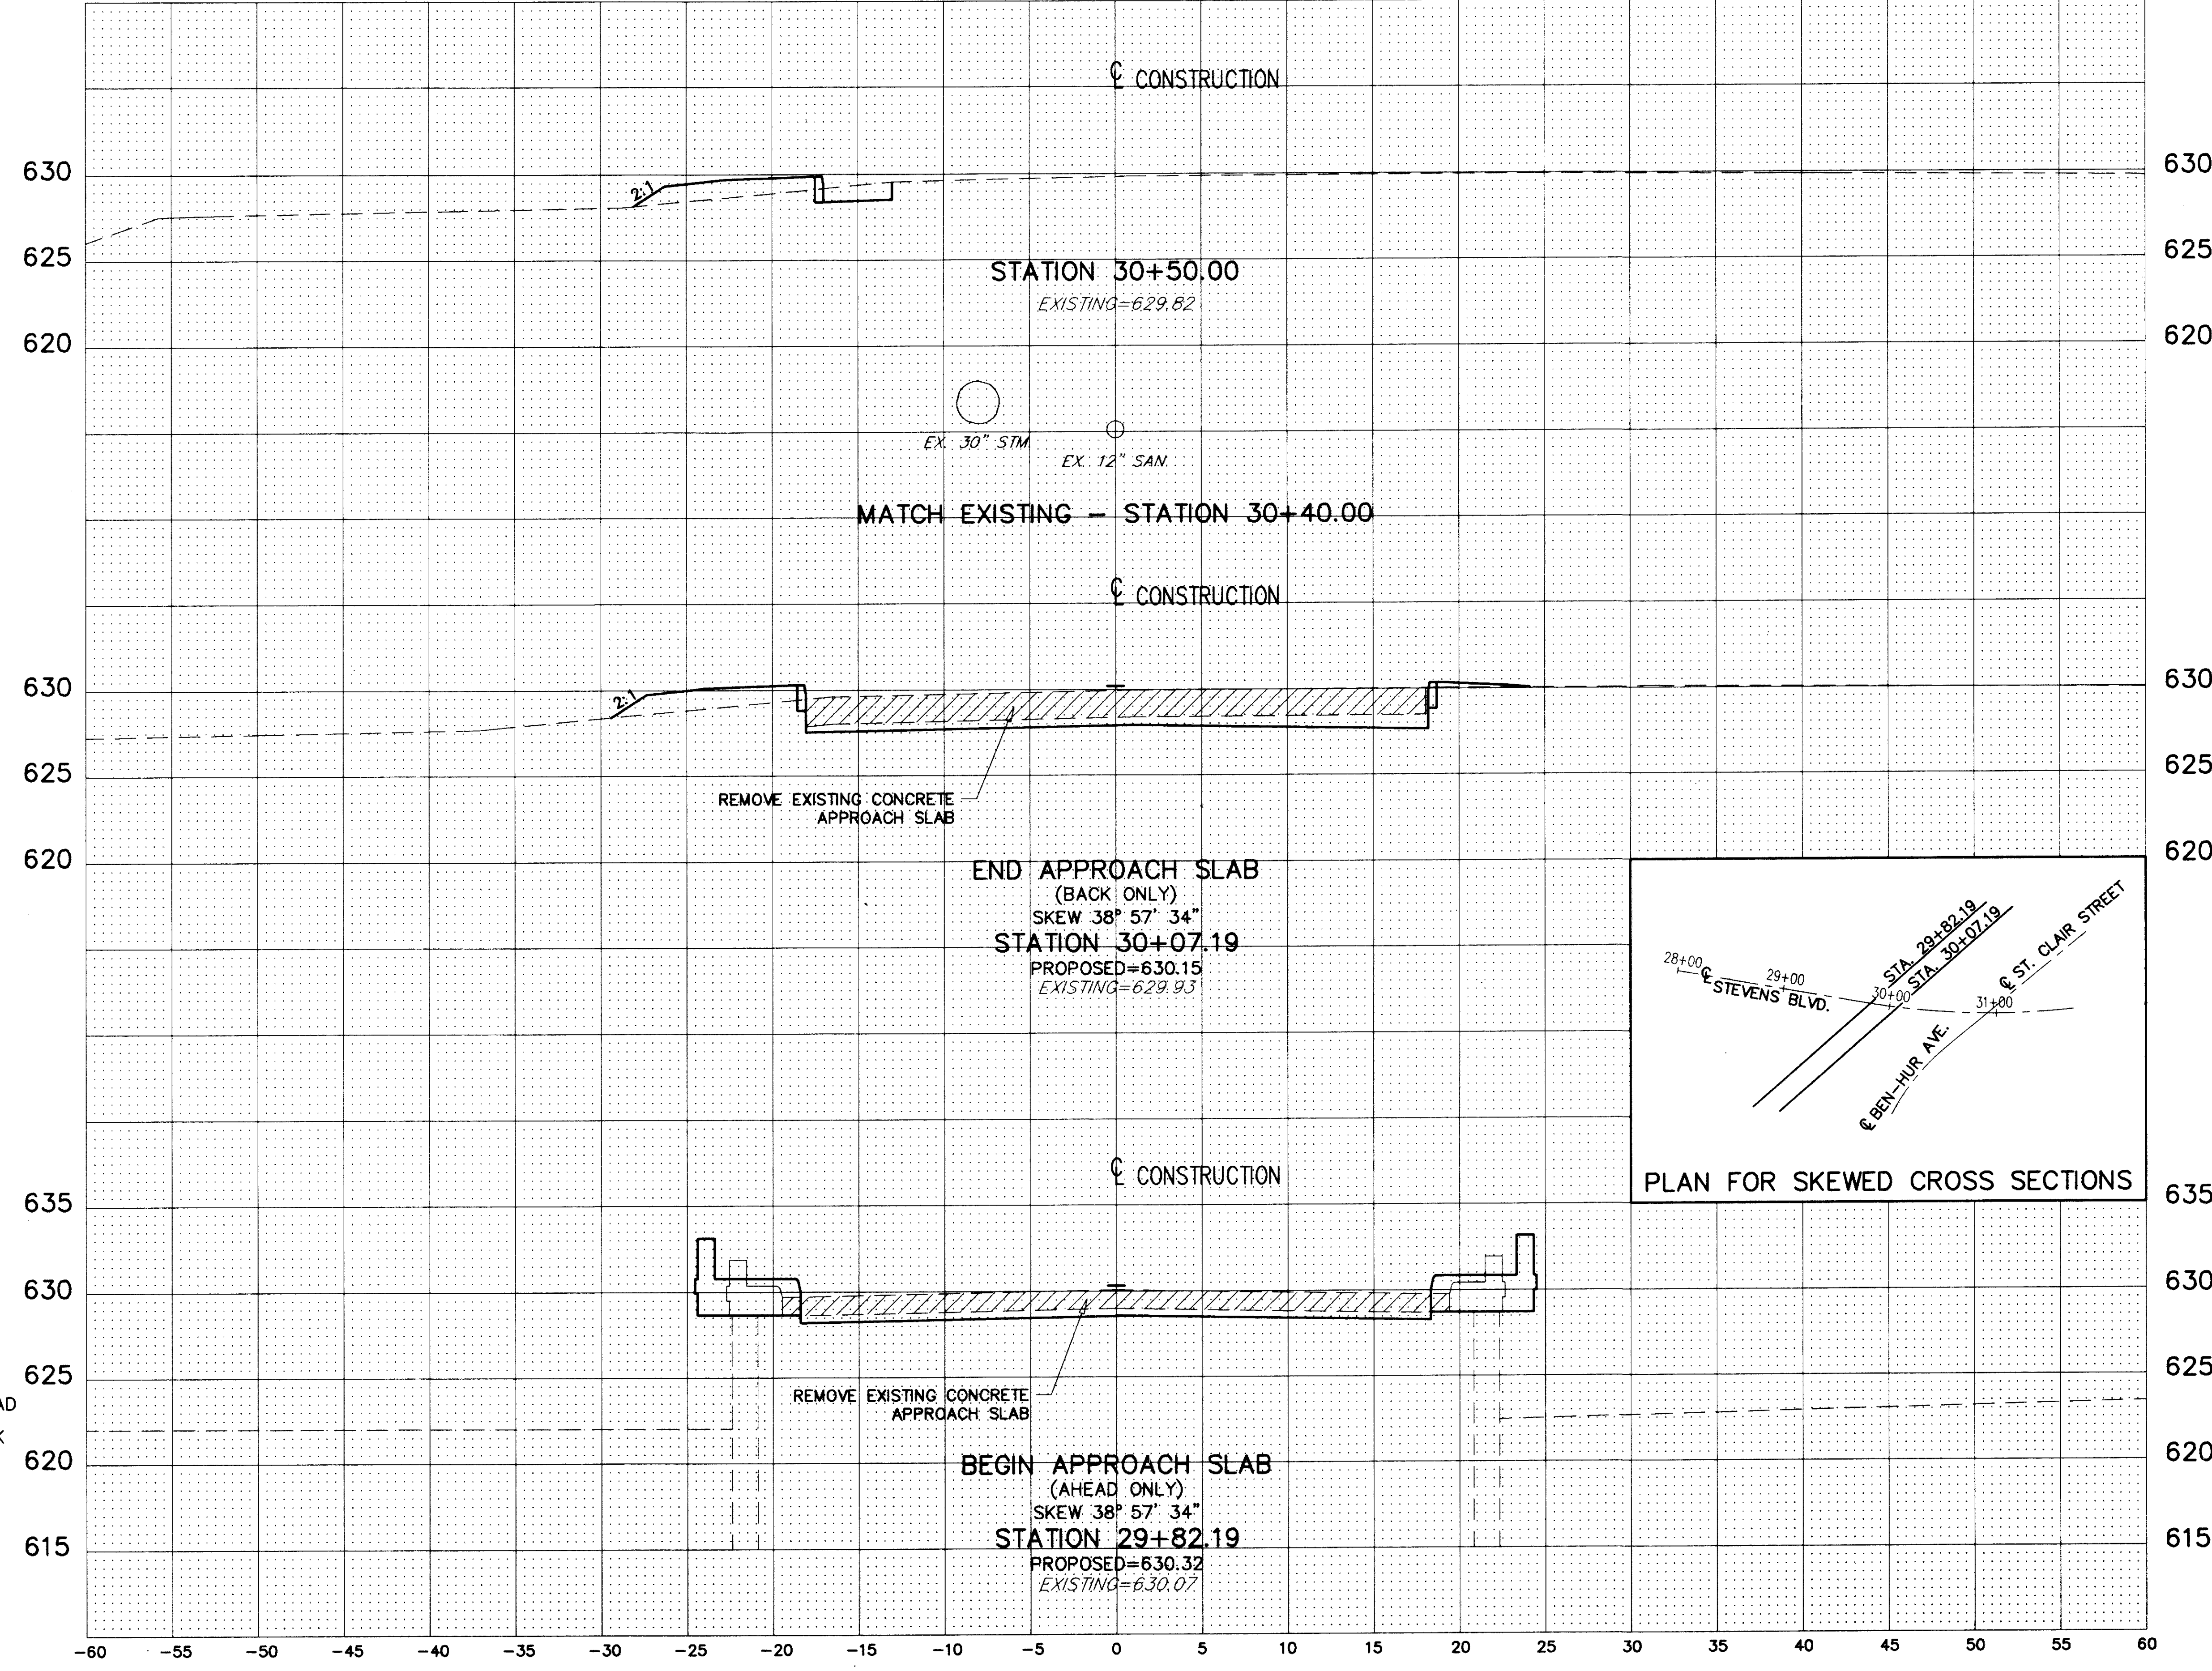 ℄ CONSTRUCTION
630 630
2:1
625 625
STATION 30+50.00
EXISTING=629.82
620 620
EX. 30" STM.
EX. 12" SAN.
MATCH EXISTING – STATION 30+40.00
℄ CONSTRUCTION
630 630
2:1
625 625
REMOVE EXISTING CONCRETE
APPROACH SLAB
620 620
END APPROACH SLAB
(BACK ONLY)
SKEW 38° 57' 34"
STATION 30+07.19
PROPOSED=630.15
EXISTING=629.93
STA. 29+82.19
STA. 30+07.19
℄ ST. CLAIR STREET
28+00
℄ STEVENS BLVD.
29+00
30+00
31+00
℄ BEN-HUR AVE.
PLAN FOR SKEWED CROSS SECTIONS
℄ CONSTRUCTION
635 635
630 630
625 625
REMOVE EXISTING CONCRETE
APPROACH SLAB
AD
K
620 620
BEGIN APPROACH SLAB
(AHEAD ONLY)
SKEW 38° 57' 34"
STATION 29+82.19
615 615
PROPOSED=630.32
EXISTING=630.07
-60 -55 -50 -45 -40 -35 -30 -25 -20 -15 -10 -5 0 5 10 15 20 25 30 35 40 45 50 55 60